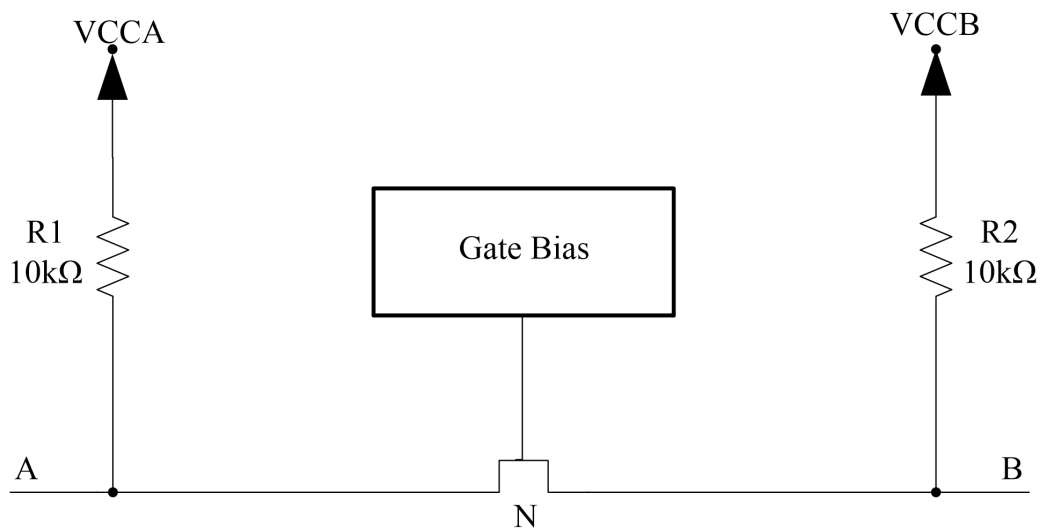 VCCA
VCCB
R1
10kΩ
Gate Bias
R2
10kΩ
A
B
N